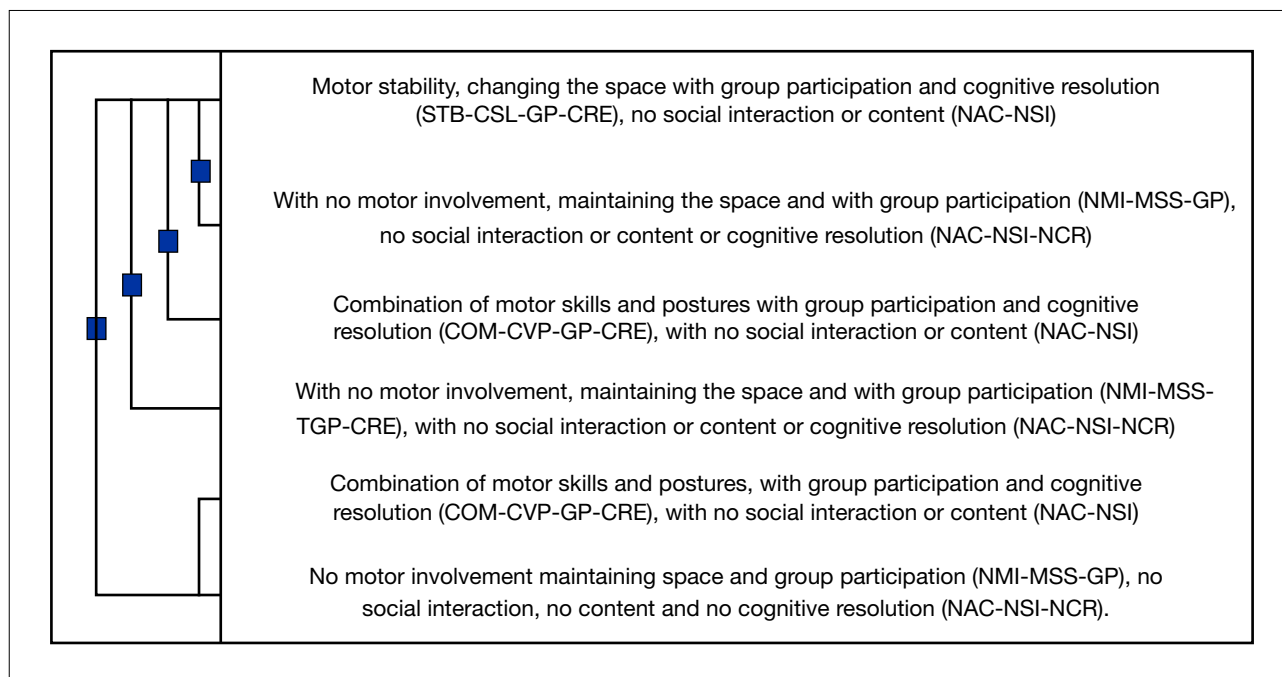 Motor stability, changing the space with group participation and cognitive resolution
(STB-CSL-GP-CRE), no social interaction or content (NAC-NSI)
With no motor involvement, maintaining the space and with group participation (NMI-MSS-GP),
no social interaction or content or cognitive resolution (NAC-NSI-NCR)
Combination of motor skills and postures with group participation and cognitive
resolution (COM-CVP-GP-CRE), with no social interaction or content (NAC-NSI)
With no motor involvement, maintaining the space and with group participation (NMI-MSS-
TGP-CRE), with no social interaction or content or cognitive resolution (NAC-NSI-NCR)
Combination of motor skills and postures, with group participation and cognitive
resolution (COM-CVP-GP-CRE), with no social interaction or content (NAC-NSI)
No motor involvement maintaining space and group participation (NMI-MSS-GP), no
social interaction, no content and no cognitive resolution (NAC-NSI-NCR).